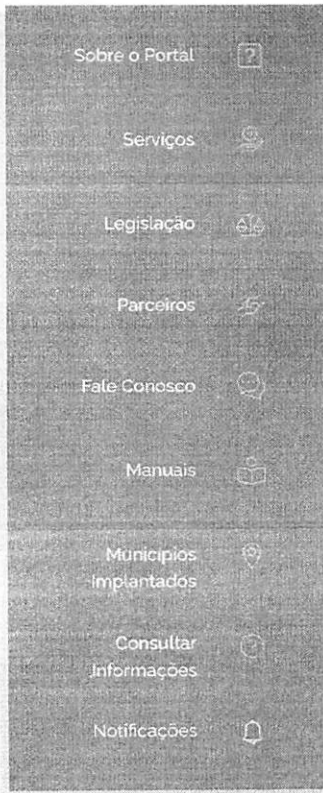 Sobre o Portal
Serviços
Legislação
Parceiros
Fale Conosco
Manuais
Municípios
Implantados
Consultar
Informações
Notificações